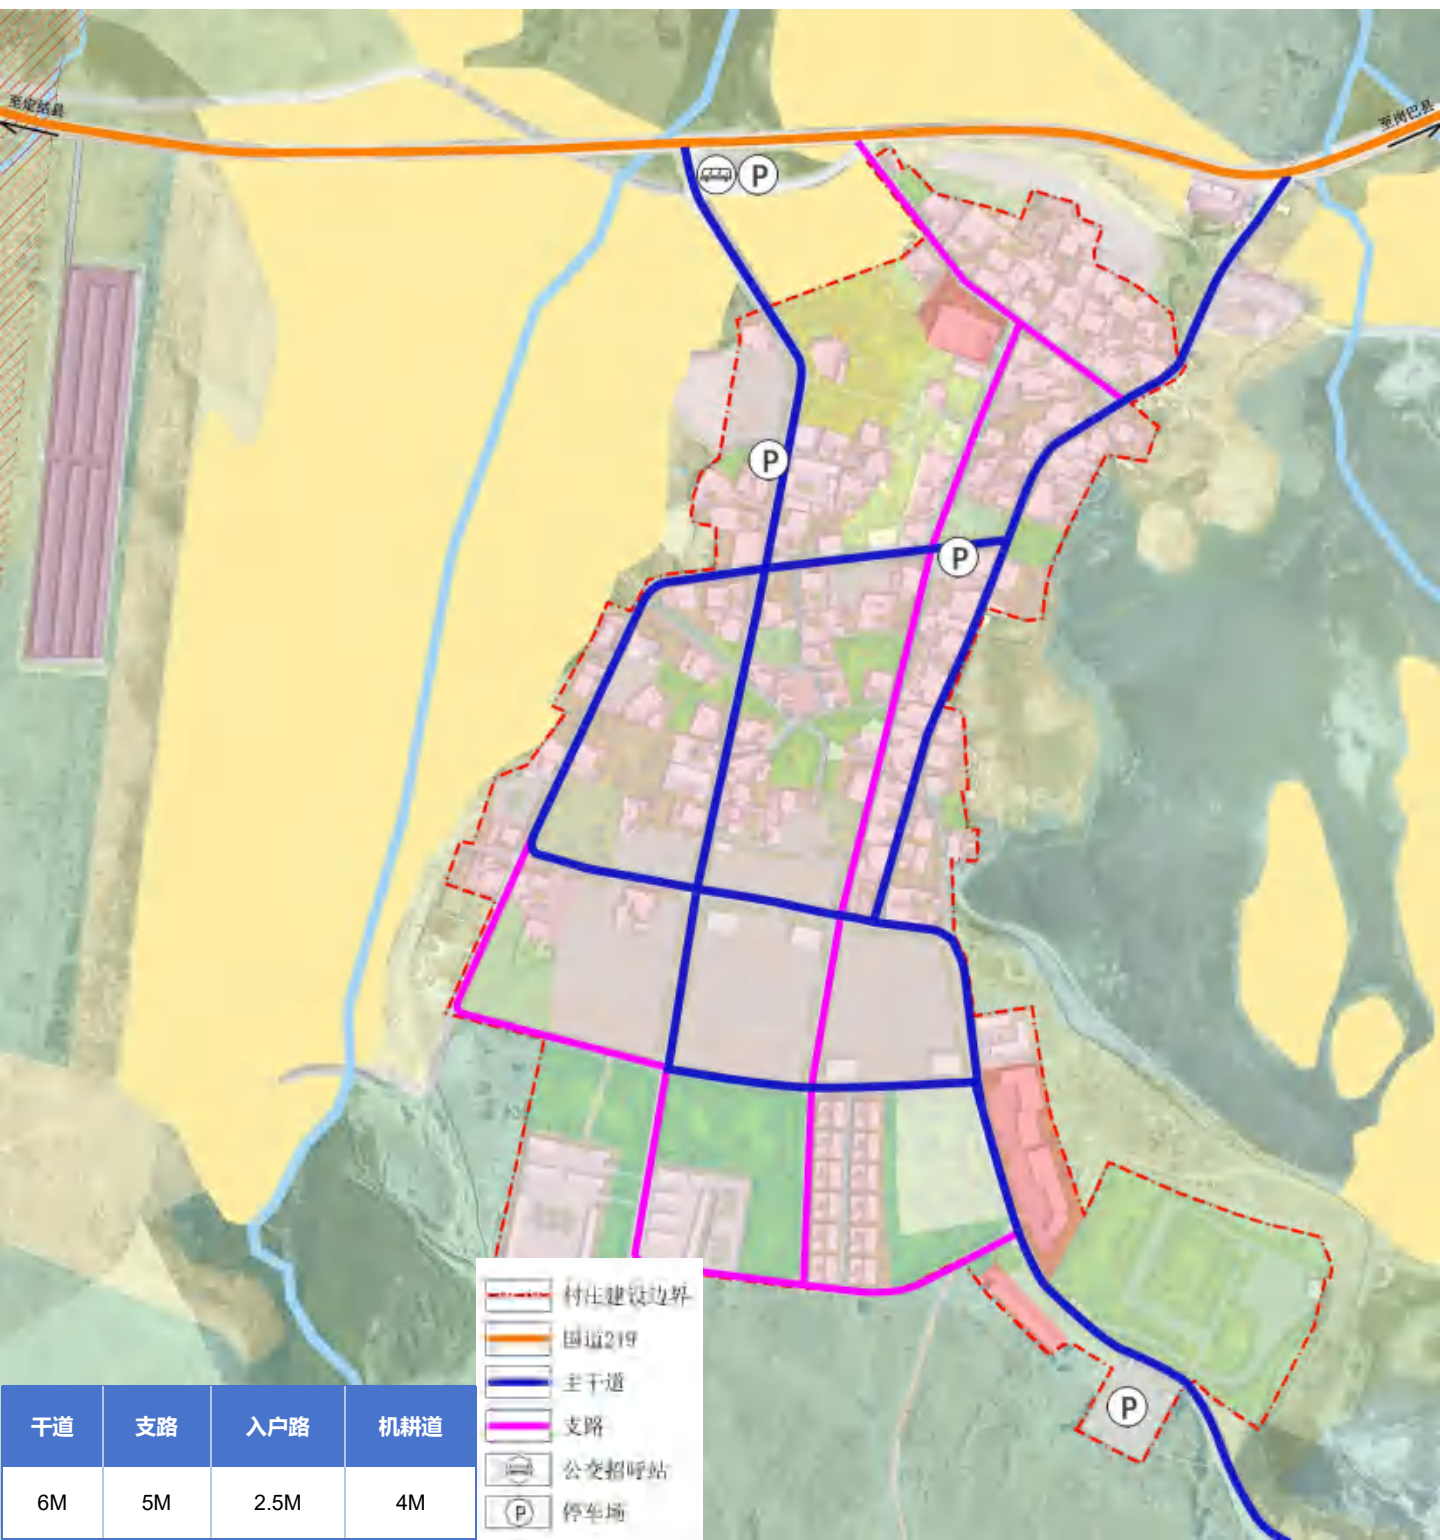 至定结县
至岗巴县
P
P
P
P
村庄建设边界
国道219
主干道
支路
公交招呼站
P 停车场
干道 支路 入户路 机耕道
6M 5M 2.5M 4M